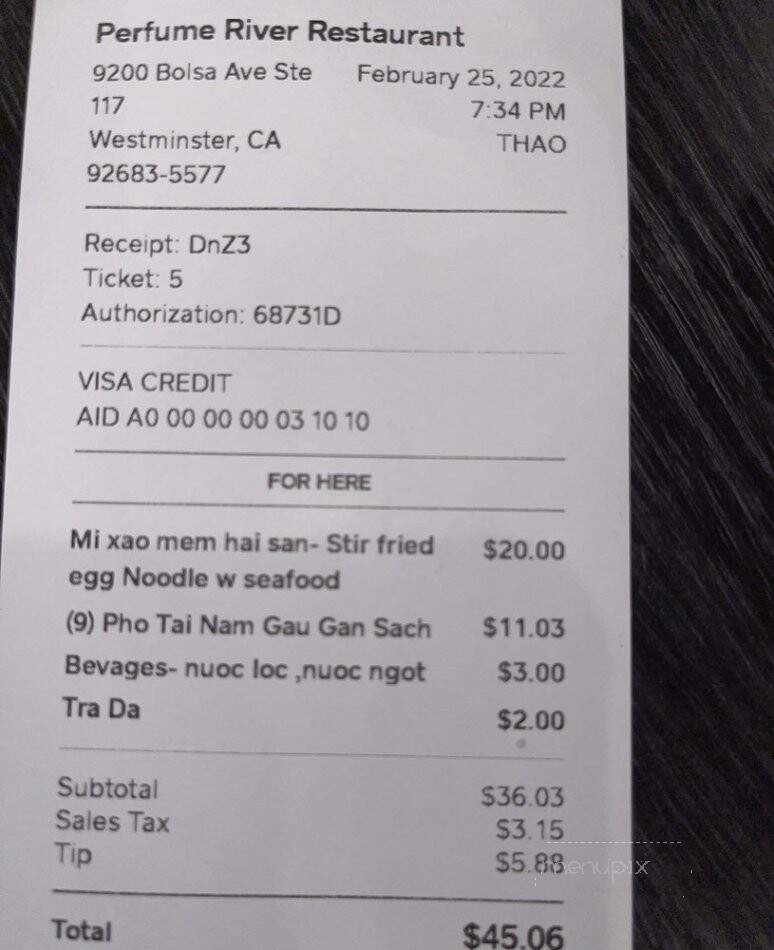 Perfume River Restaurant
9200 Bolsa Ave Ste February 25, 2022
117 7:34 PM
Westminster, CA THAO
92683-5577
Receipt: DnZ3
Ticket: 5
Authorization: 68731D
VISA CREDIT
AID A0 00 00 00 03 10 10
FOR HERE
Mi xao mem hai san- Stir fried $20.00
egg Noodle w seafood
(9) Pho Tai Nam Gau Gan Sach $11.03
Bevages- nuoc loc ,nuoc ngot $3.00
Tra Da $2.00
Subtotal $36.03
Sales Tax $3.15
Tip $5.88
menupix
Total $45.06